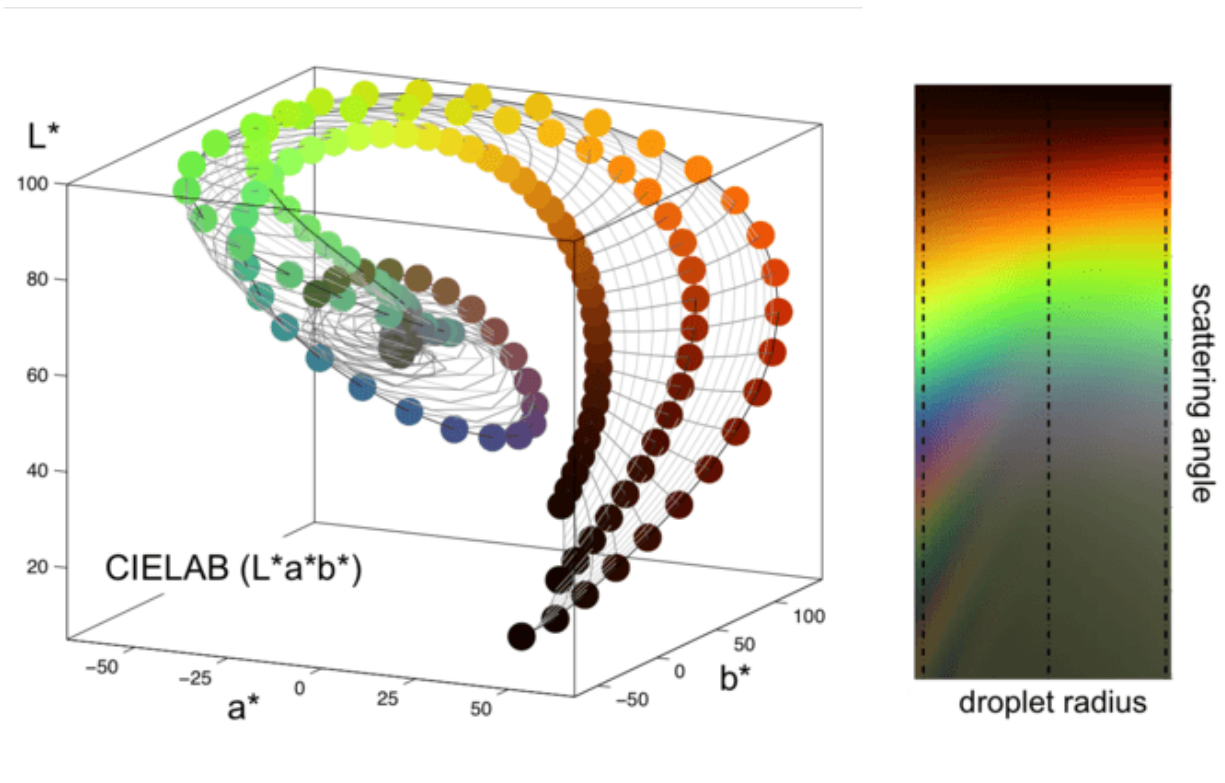 L*
100
80
60
40
20
CIELAB (L*a*b*)
−50
−25
0
25
50
a*
−50
0
50
100
b*
scattering angle
droplet radius